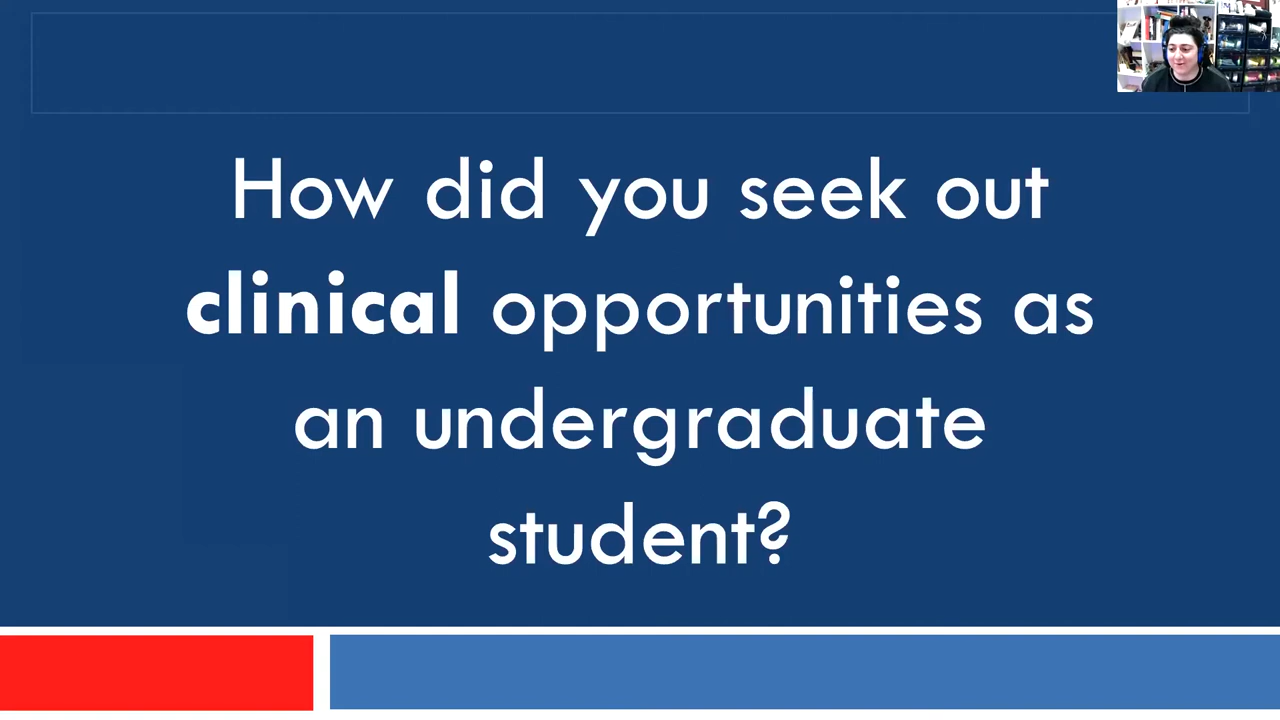 How did you seek out
clinical opportunities as
an undergraduate
student?